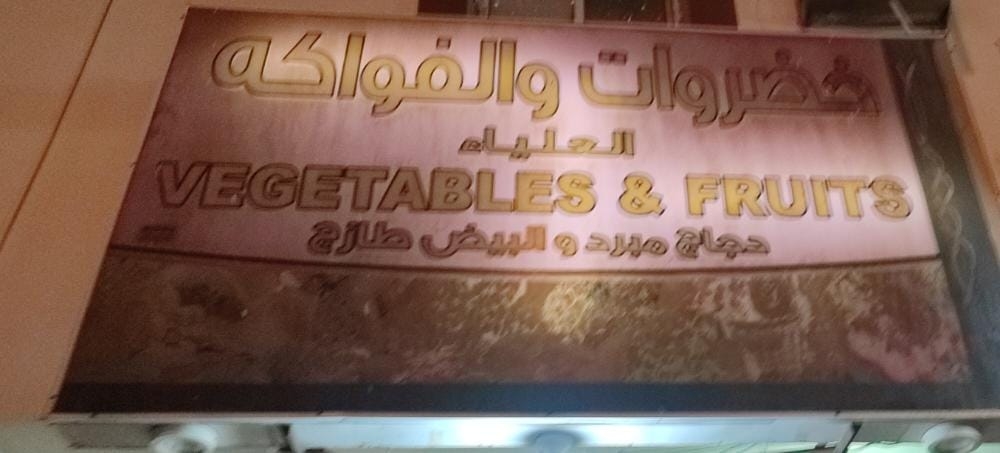 خضروات والفواكه
العلياء
VEGETABLES & FRUITS
دجاج مبرد و البيض طازج